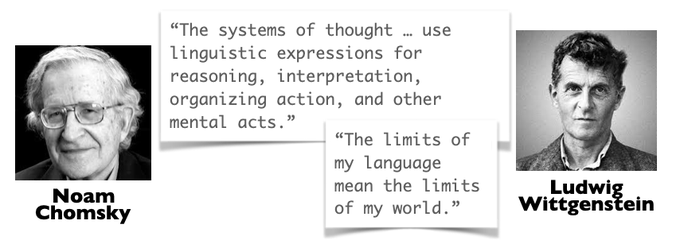 “The systems of thought … use
linguistic expressions for
reasoning, interpretation,
organizing action, and other
mental acts.”
“The limits of
my language
mean the limits
of my world.”
Noam
Chomsky
Ludwig
Wittgenstein